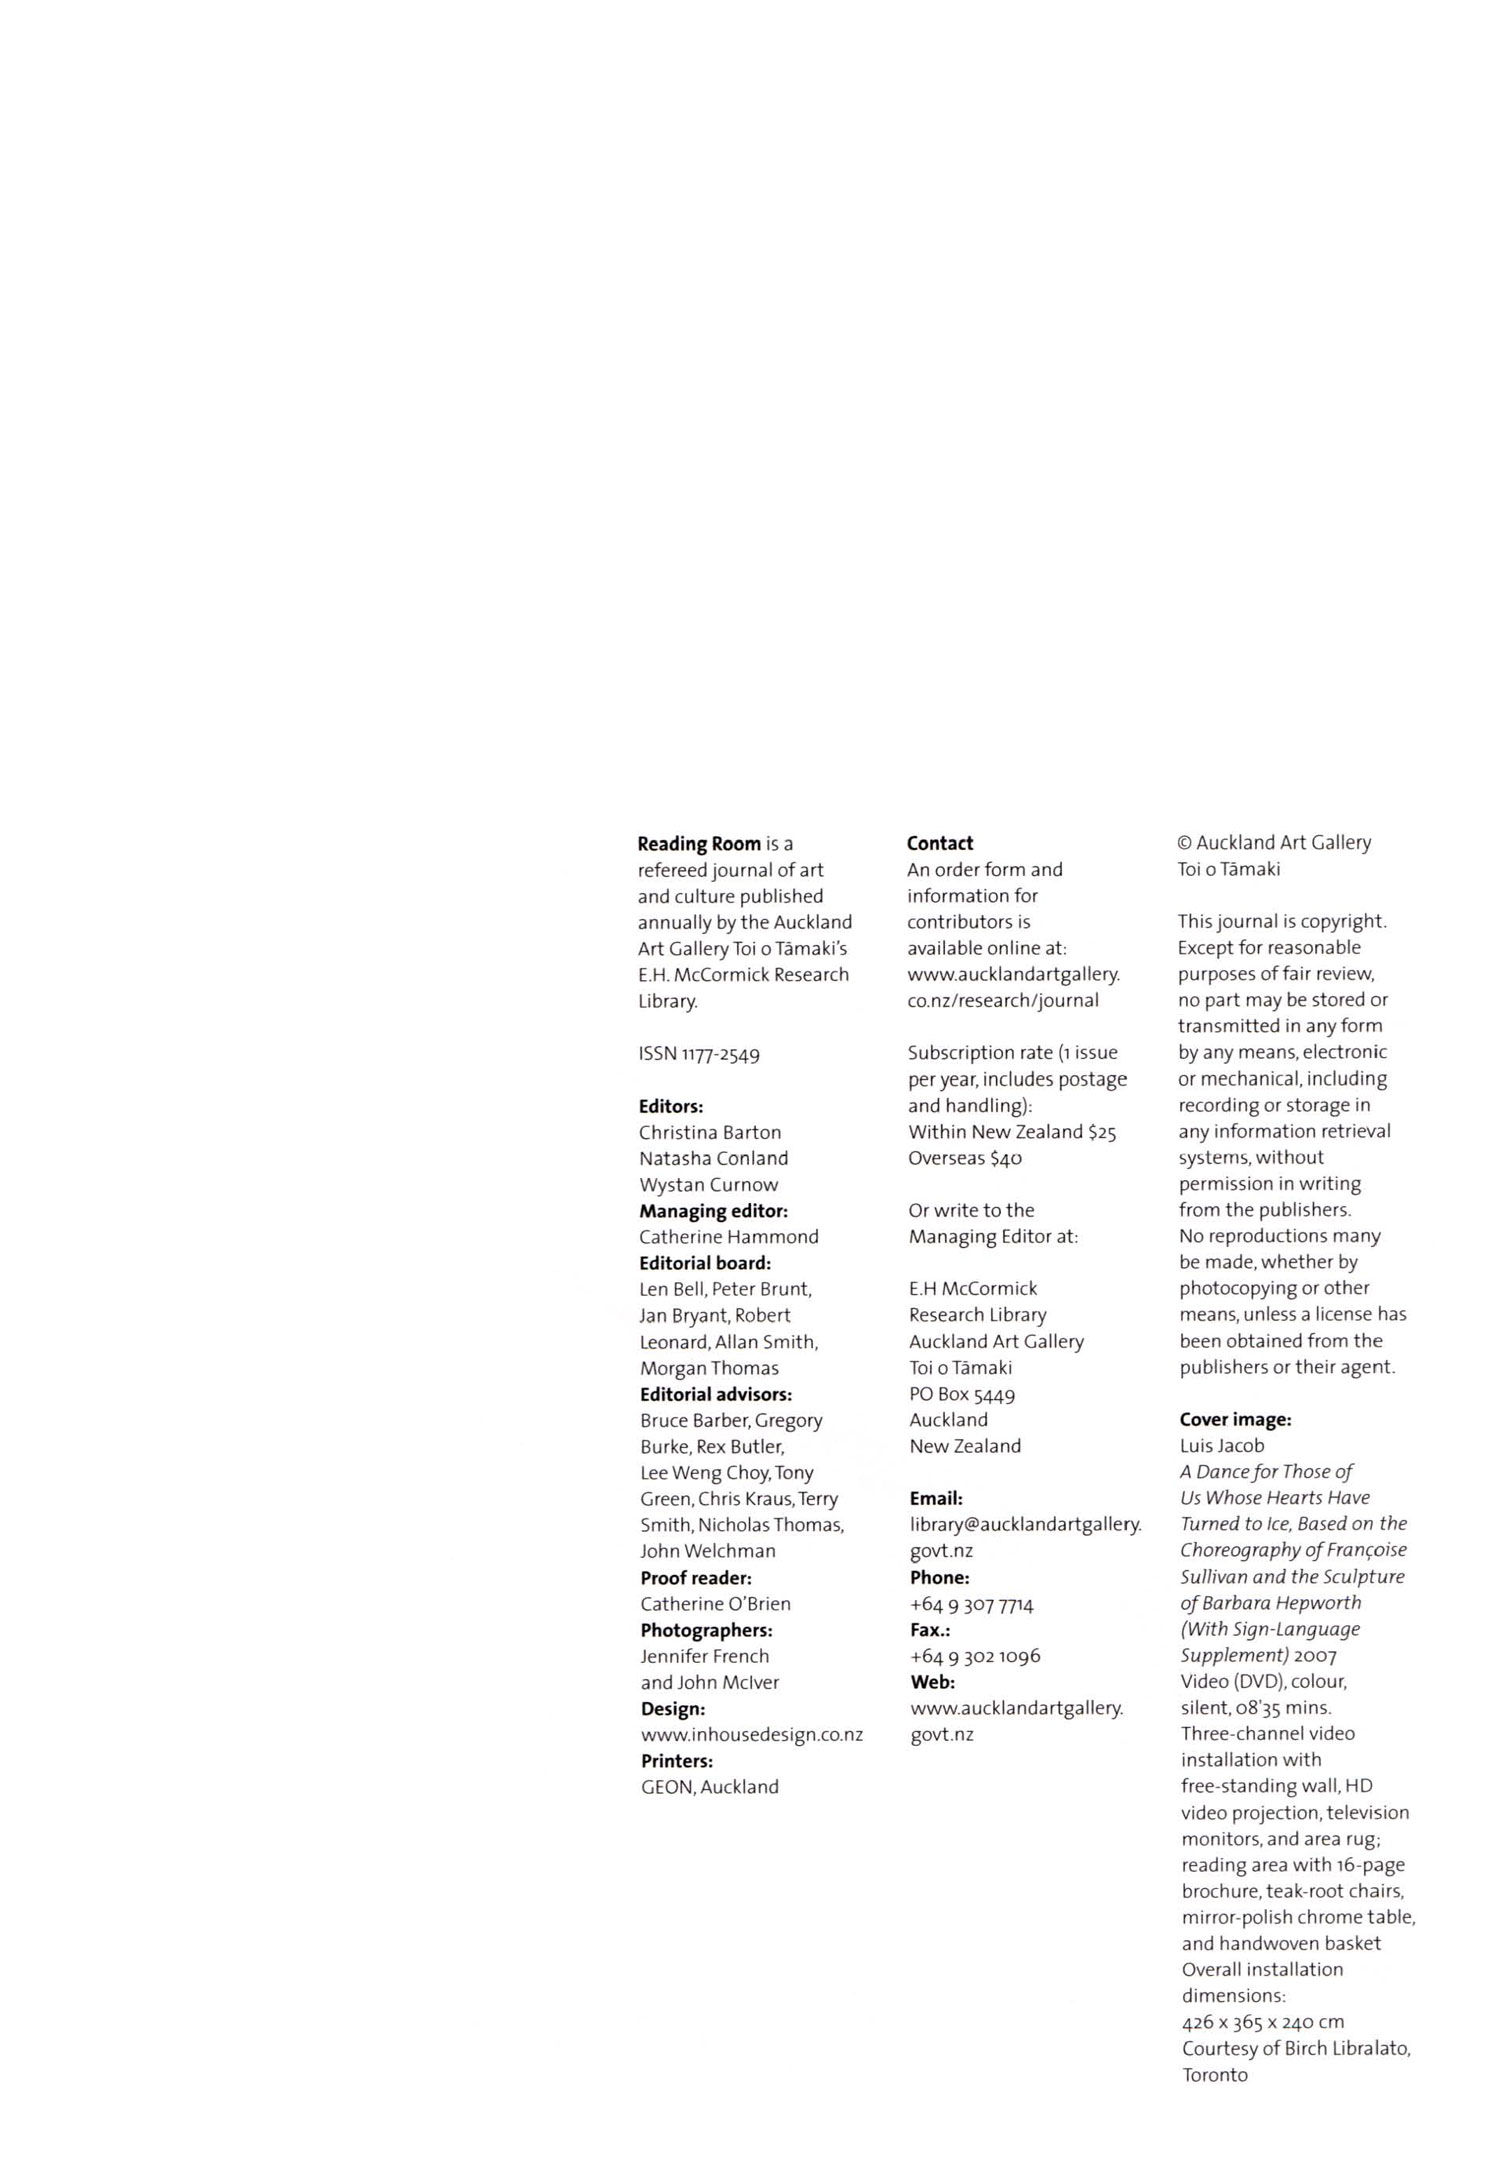 Reading Room is a
refereed journal of art
and culture published
annually by the Auckland
Art Gallery Toi o Tāmaki's
E.H. McCormick Research
Library.
ISSN 1177-2549
Editors:
Christina Barton
Natasha Conland
Wystan Curnow
Managing editor:
Catherine Hammond
Editorial board:
Len Bell, Peter Brunt,
Jan Bryant, Robert
Leonard, Allan Smith,
Morgan Thomas
Editorial advisors:
Bruce Barber, Gregory
Burke, Rex Butler,
Lee Weng Choy, Tony
Green, Chris Kraus, Terry
Smith, Nicholas Thomas,
John Welchman
Proof reader:
Catherine O'Brien
Photographers:
Jennifer French
and John McIver
Design:
www.inhousedesign.co.nz
Printers:
GEON, Auckland
Contact
An order form and
information for
contributors is
available online at:
www.aucklandartgallery.
co.nz/research/journal
Subscription rate (1 issue
per year, includes postage
and handling):
Within New Zealand $25
Overseas $40
Or write to the
Managing Editor at:
E.H McCormick
Research Library
Auckland Art Gallery
Toi o Tāmaki
PO Box 5449
Auckland
New Zealand
Email:
library@aucklandartgallery.
govt.nz
Phone:
+64 9 307 7714
Fax.:
+64 9 302 1096
Web:
www.aucklandartgallery.
govt.nz
© Auckland Art Gallery
Toi o Tāmaki
This journal is copyright.
Except for reasonable
purposes of fair review,
no part may be stored or
transmitted in any form
by any means, electronic
or mechanical, including
recording or storage in
any information retrieval
systems, without
permission in writing
from the publishers.
No reproductions many
be made, whether by
photocopying or other
means, unless a license has
been obtained from the
publishers or their agent.
Cover image:
Luis Jacob
A Dance for Those of
Us Whose Hearts Have
Turned to Ice, Based on the
Choreography of Françoise
Sullivan and the Sculpture
of Barbara Hepworth
(With Sign-Language
Supplement) 2007
Video (DVD), colour,
silent, 08'35 mins.
Three-channel video
installation with
free-standing wall, HD
video projection, television
monitors, and area rug;
reading area with 16-page
brochure, teak-root chairs,
mirror-polish chrome table,
and handwoven basket
Overall installation
dimensions:
426 x 365 x 240 cm
Courtesy of Birch Libralato,
Toronto